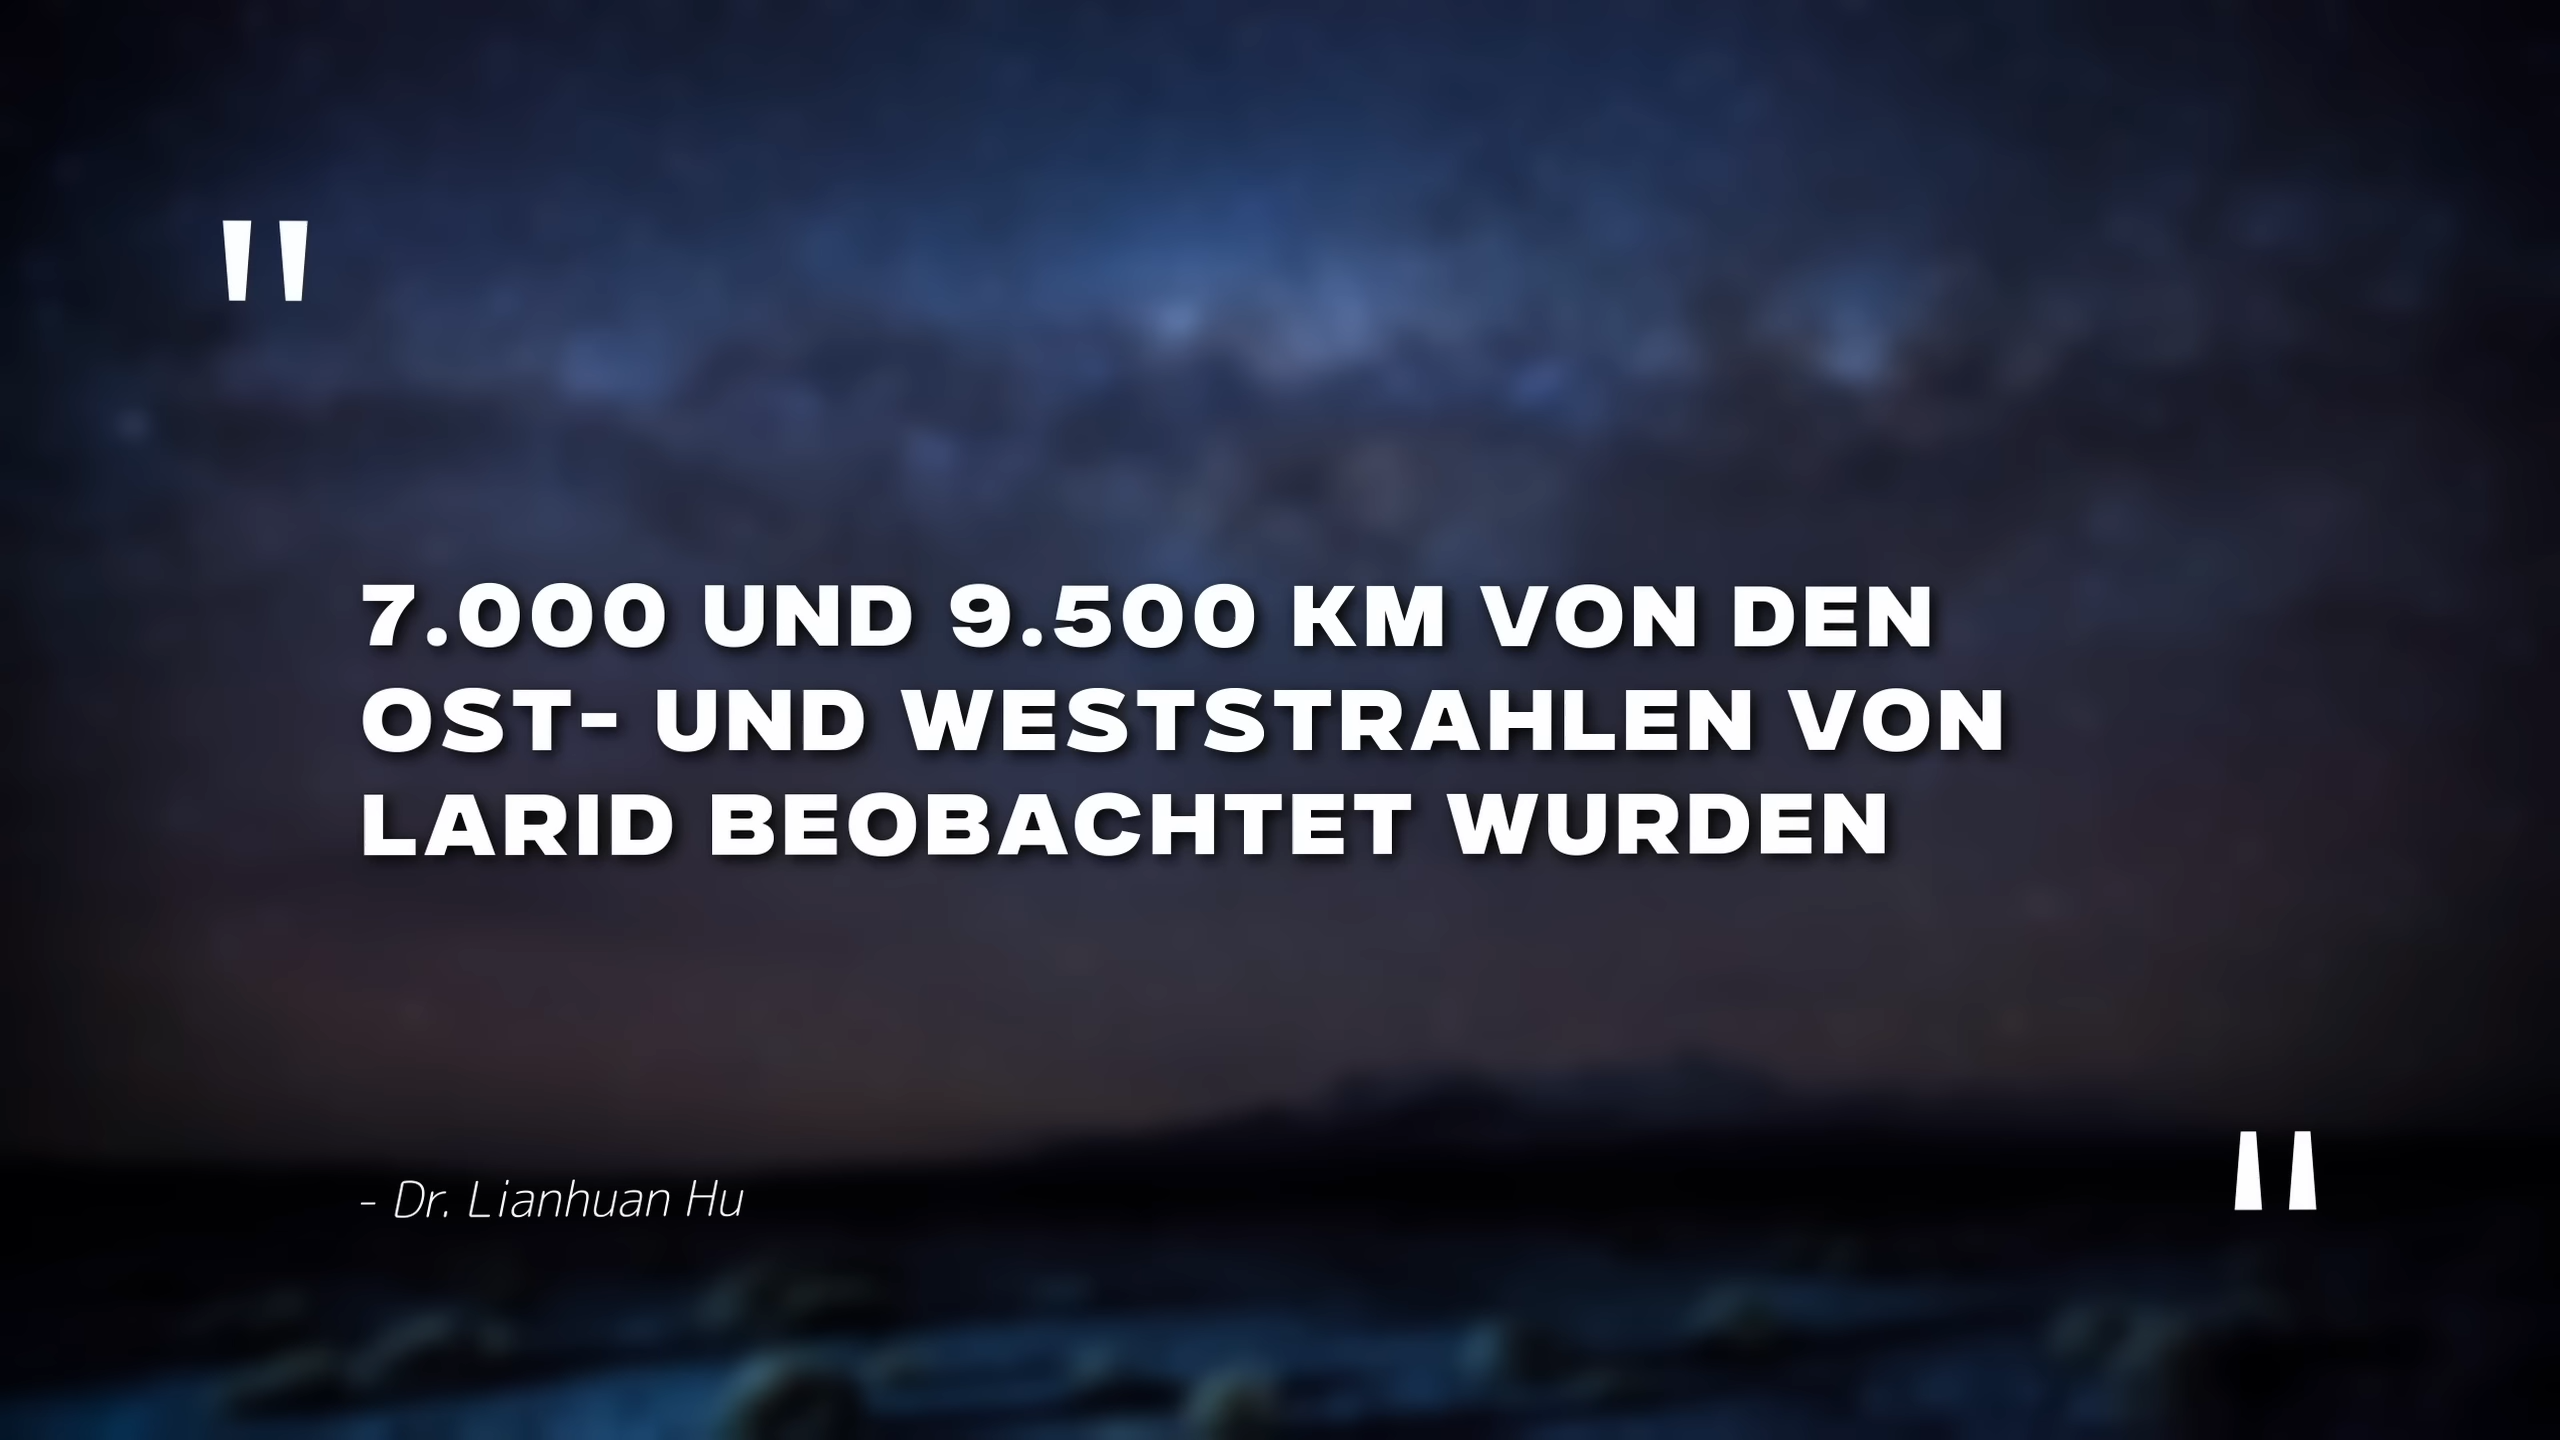 "
7.000 UND 9.500 KM VON DEN
OST- UND WESTSTRAHLEN VON
LARID BEOBACHTET WURDEN
- Dr. Lianhuan Hu
"